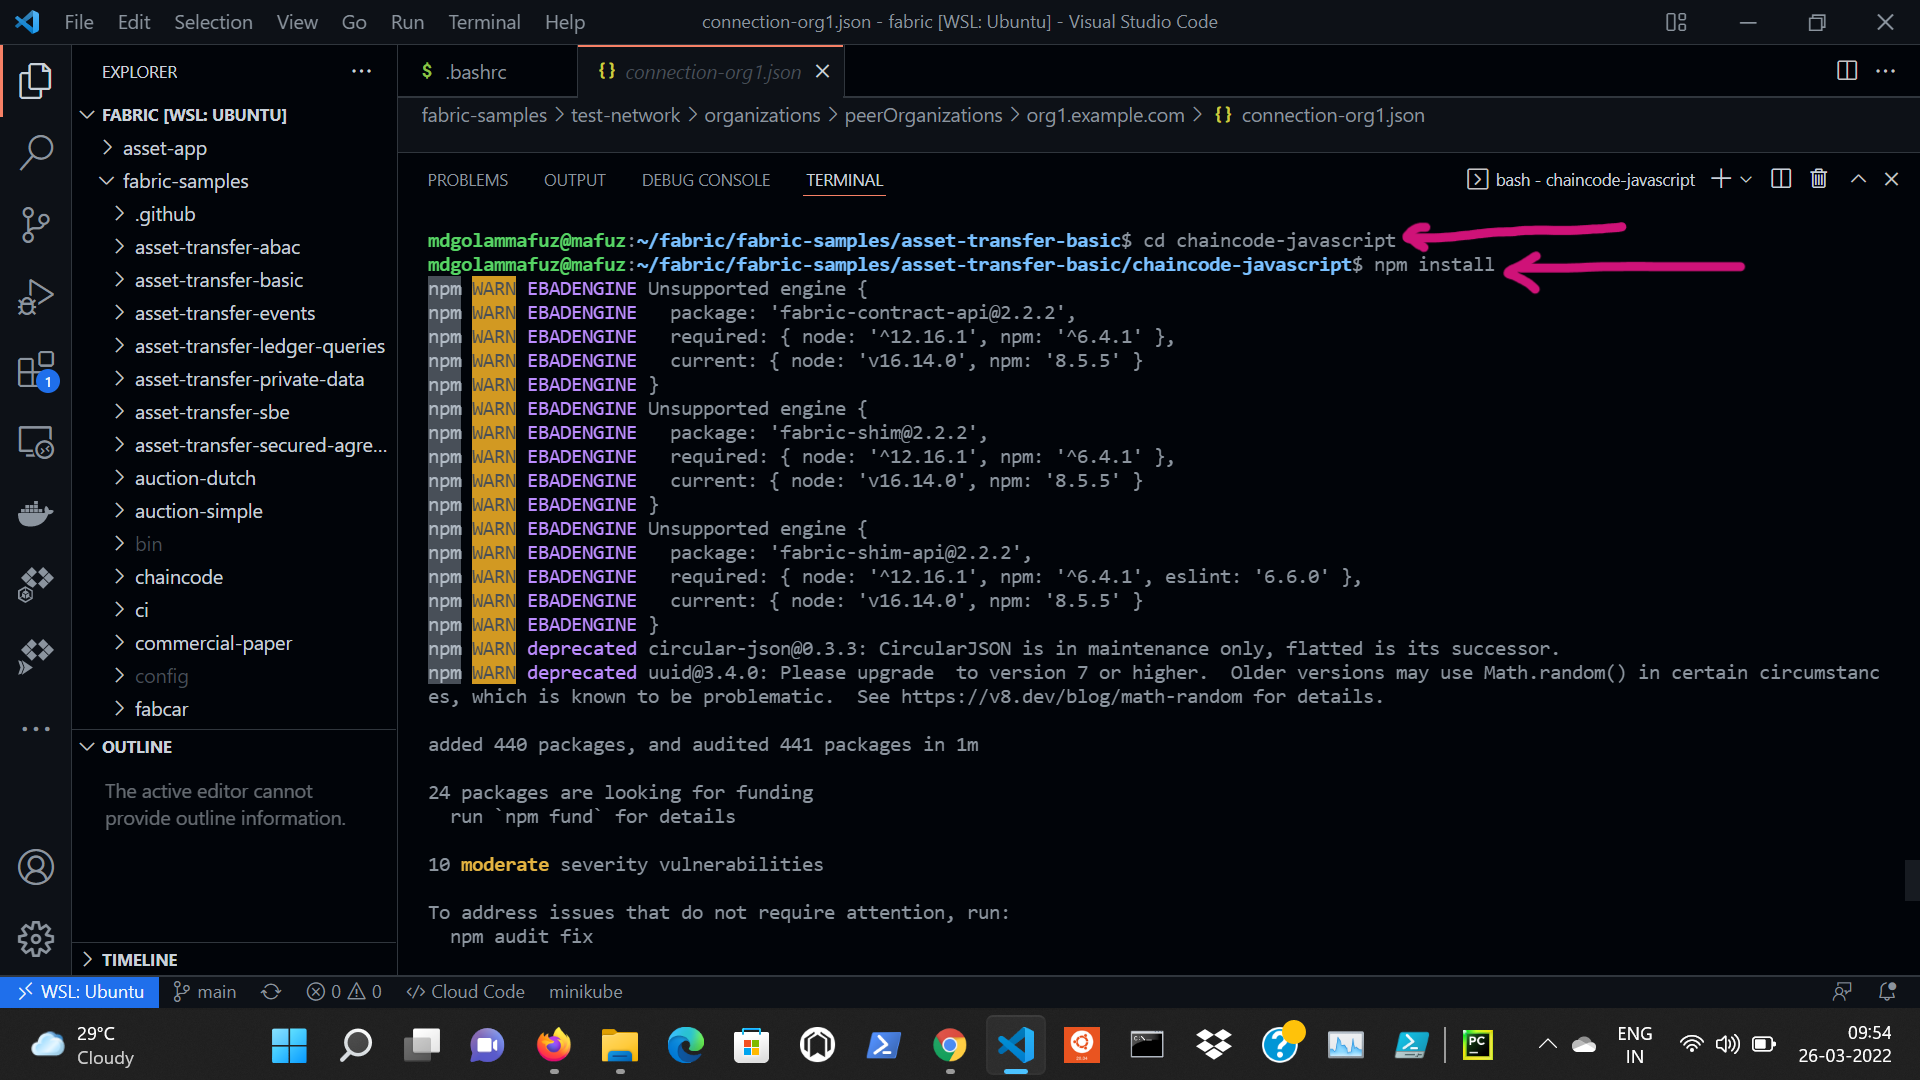 File Edit Selection View Go Run Terminal Help
connection-org1.json - fabric [WSL: Ubuntu] - Visual Studio Code
EXPLORER
FABRIC [WSL: UBUNTU]
asset-app
fabric-samples
.github
asset-transfer-abac
asset-transfer-basic
asset-transfer-events
asset-transfer-ledger-queries
asset-transfer-private-data
asset-transfer-sbe
asset-transfer-secured-agre...
auction-dutch
auction-simple
bin
chaincode
ci
commercial-paper
config
fabcar
OUTLINE
The active editor cannot
provide outline information.
TIMELINE
1
$ .bashrc
{} connection-org1.json
fabric-samples > test-network > organizations > peerOrganizations > org1.example.com > {} connection-org1.json
PROBLEMS OUTPUT DEBUG CONSOLE TERMINAL
bash - chaincode-javascript
mdgolammafuz@mafuz:~/fabric/fabric-samples/asset-transfer-basic$ cd chaincode-javascript
mdgolammafuz@mafuz:~/fabric/fabric-samples/asset-transfer-basic/chaincode-javascript$ npm install
npm WARN EBADENGINE Unsupported engine {
npm WARN EBADENGINE   package: 'fabric-contract-api@2.2.2',
npm WARN EBADENGINE   required: { node: '^12.16.1', npm: '^6.4.1' },
npm WARN EBADENGINE   current: { node: 'v16.14.0', npm: '8.5.5' }
npm WARN EBADENGINE }
npm WARN EBADENGINE Unsupported engine {
npm WARN EBADENGINE   package: 'fabric-shim@2.2.2',
npm WARN EBADENGINE   required: { node: '^12.16.1', npm: '^6.4.1' },
npm WARN EBADENGINE   current: { node: 'v16.14.0', npm: '8.5.5' }
npm WARN EBADENGINE }
npm WARN EBADENGINE Unsupported engine {
npm WARN EBADENGINE   package: 'fabric-shim-api@2.2.2',
npm WARN EBADENGINE   required: { node: '^12.16.1', npm: '^6.4.1', eslint: '6.6.0' },
npm WARN EBADENGINE   current: { node: 'v16.14.0', npm: '8.5.5' }
npm WARN EBADENGINE }
npm WARN deprecated circular-json@0.3.3: CircularJSON is in maintenance only, flatted is its successor.
npm WARN deprecated uuid@3.4.0: Please upgrade  to version 7 or higher.  Older versions may use Math.random() in certain circumstanc
es, which is known to be problematic.  See https://v8.dev/blog/math-random for details.
added 440 packages, and audited 441 packages in 1m
24 packages are looking for funding
run `npm fund` for details
10 moderate severity vulnerabilities
To address issues that do not require attention, run:
npm audit fix
WSL: Ubuntu main 0 0 Cloud Code minikube
29°C
Cloudy
PC
ENG
IN
09:54
26-03-2022